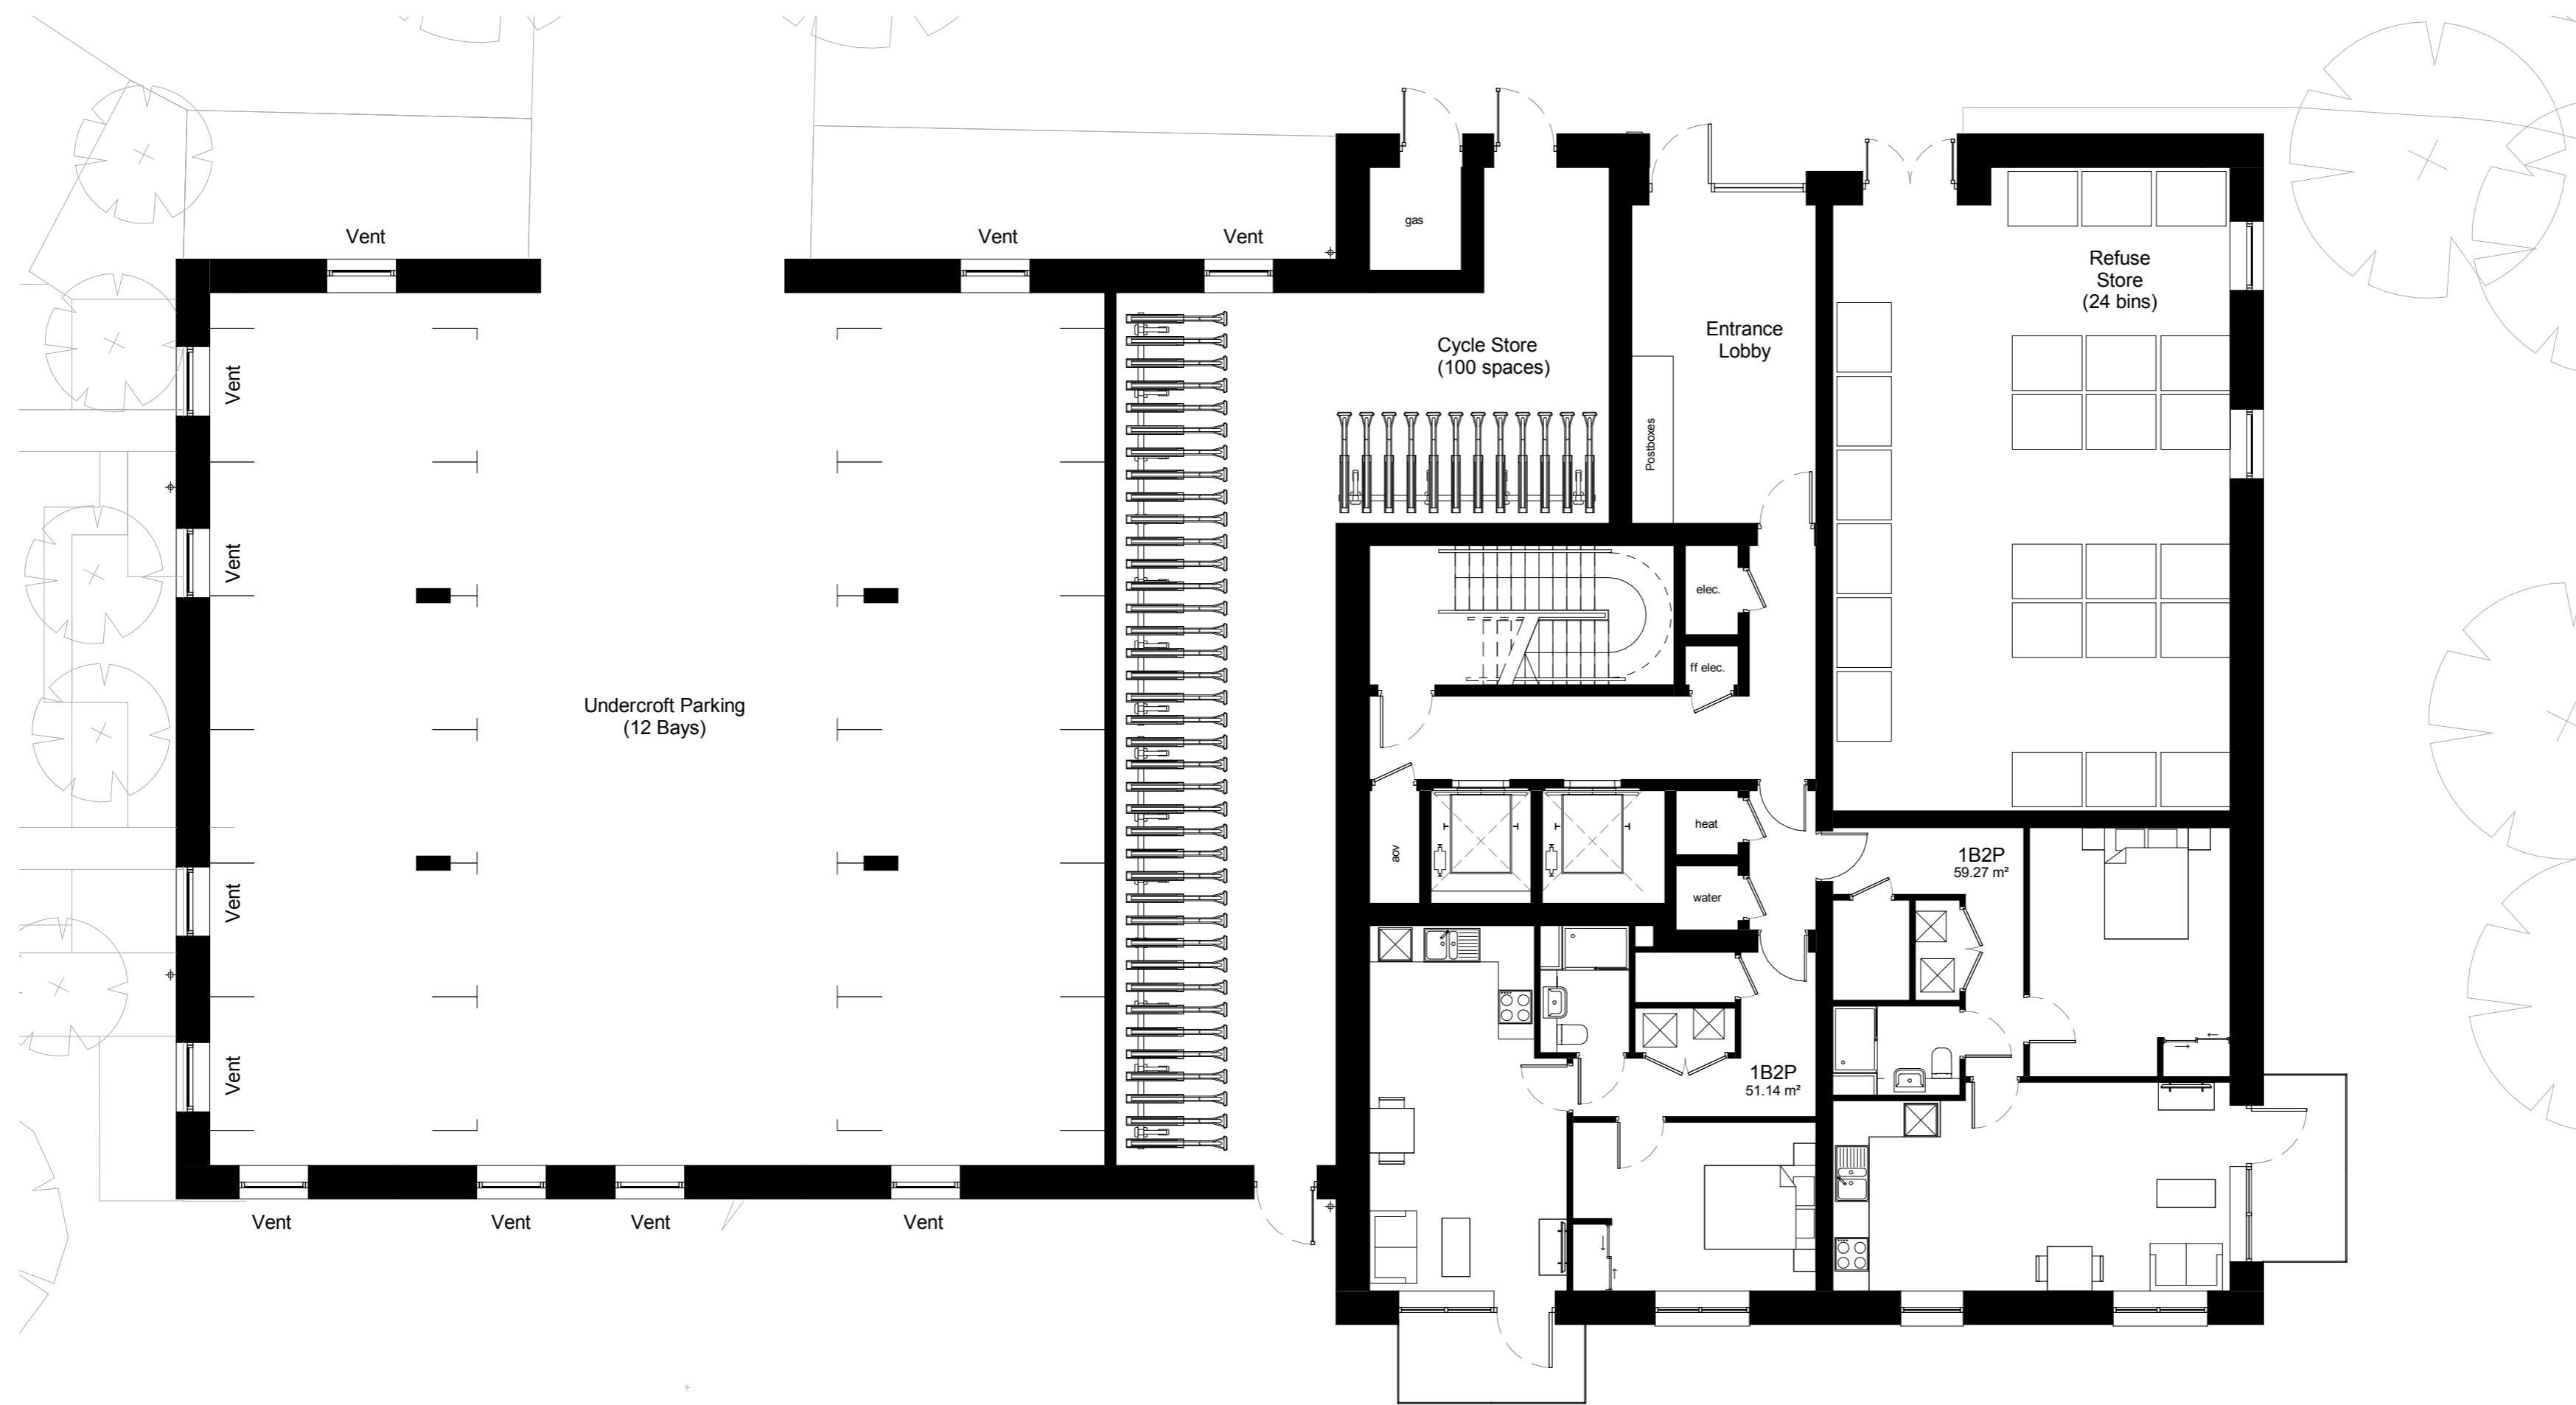 gas
Vent
Vent
Vent
Refuse
Store
(24 bins)
Entrance
Lobby
Cycle Store
(100 spaces)
Vent
Postboxes
Vent
elec.
ff elec.
Undercroft Parking
(12 Bays)
heat
aov
1B2P
59.27 m²
water
Vent
Vent
1B2P
51.14 m²
Vent
Vent
Vent
Vent